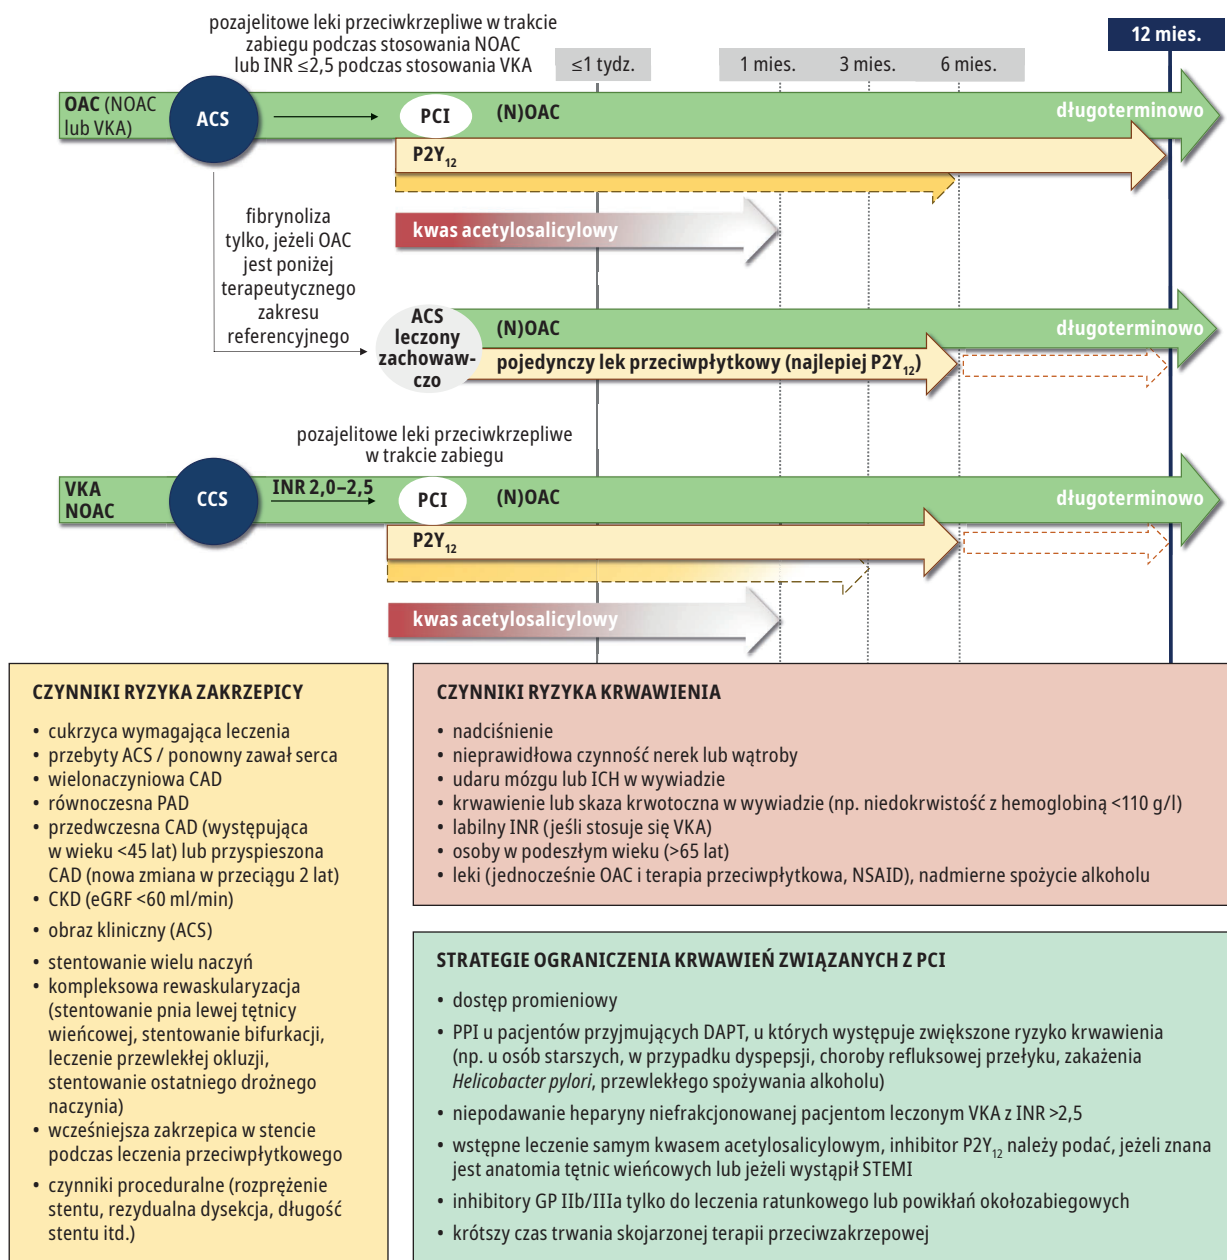 pozajelitowe leki przeciwkrzepliwe w trakcie
zabiegu podczas stosowania NOAC
lub INR ≤2,5 podczas stosowania VKA
≤1 tydz.
1 mies.
3 mies.
6 mies.
12 mies.
OAC (NOAC
lub VKA)
ACS
PCI
(N)OAC
długoterminowo
P2Y12
kwas acetylosalicylowy
fibrynoliza
tylko, jeżeli OAC
jest poniżej
terapeutycznego
zakresu
referencyjnego
ACS
leczony
zachowaw-
czo
(N)OAC
długoterminowo
pojedynczy lek przeciwpłytkowy (najlepiej P2Y12)
pozajelitowe leki przeciwkrzepliwe
w trakcie zabiegu
VKA
NOAC
CCS
INR 2,0–2,5
PCI
(N)OAC
długoterminowo
P2Y12
kwas acetylosalicylowy
CZYNNIKI RYZYKA ZAKRZEPICY
• cukrzyca wymagająca leczenia
• przebyty ACS / ponowny zawał serca
• wielonaczyniowa CAD
• równoczesna PAD
• przedwczesna CAD (występująca
w wieku <45 lat) lub przyspieszona
CAD (nowa zmiana w przeciągu 2 lat)
• CKD (eGRF <60 ml/min)
• obraz kliniczny (ACS)
• stentowanie wielu naczyń
• kompleksowa rewaskularyzacja
(stentowanie pnia lewej tętnicy
wieńcowej, stentowanie bifurkacji,
leczenie przewlekłej okluzji,
stentowanie ostatniego drożnego
naczynia)
• wcześniejsza zakrzepica w stencie
podczas leczenia przeciwpłytkowego
• czynniki proceduralne (rozprężenie
stentu, rezydualna dysekcja, długość
stentu itd.)
CZYNNIKI RYZYKA KRWAWIENIA
• nadciśnienie
• nieprawidłowa czynność nerek lub wątroby
• udaru mózgu lub ICH w wywiadzie
• krwawienie lub skaza krwotoczna w wywiadzie (np. niedokrwistość z hemoglobiną <110 g/l)
• labilny INR (jeśli stosuje się VKA)
• osoby w podeszłym wieku (>65 lat)
• leki (jednocześnie OAC i terapia przeciwpłytkowa, NSAID), nadmierne spożycie alkoholu
STRATEGIE OGRANICZENIA KRWAWIEŃ ZWIĄZANYCH Z PCI
• dostęp promieniowy
• PPI u pacjentów przyjmujących DAPT, u których występuje zwiększone ryzyko krwawienia
(np. u osób starszych, w przypadku dyspepsji, choroby refluksowej przełyku, zakażenia
Helicobacter pylori, przewlekłego spożywania alkoholu)
• niepodawanie heparyny niefrakcjonowanej pacjentom leczonym VKA z INR >2,5
• wstępne leczenie samym kwasem acetylosalicylowym, inhibitor P2Y12 należy podać, jeżeli znana
jest anatomia tętnic wieńcowych lub jeżeli wystąpił STEMI
• inhibitory GP IIb/IIIa tylko do leczenia ratunkowego lub powikłań okołozabiegowych
• krótszy czas trwania skojarzonej terapii przeciwzakrzepowej